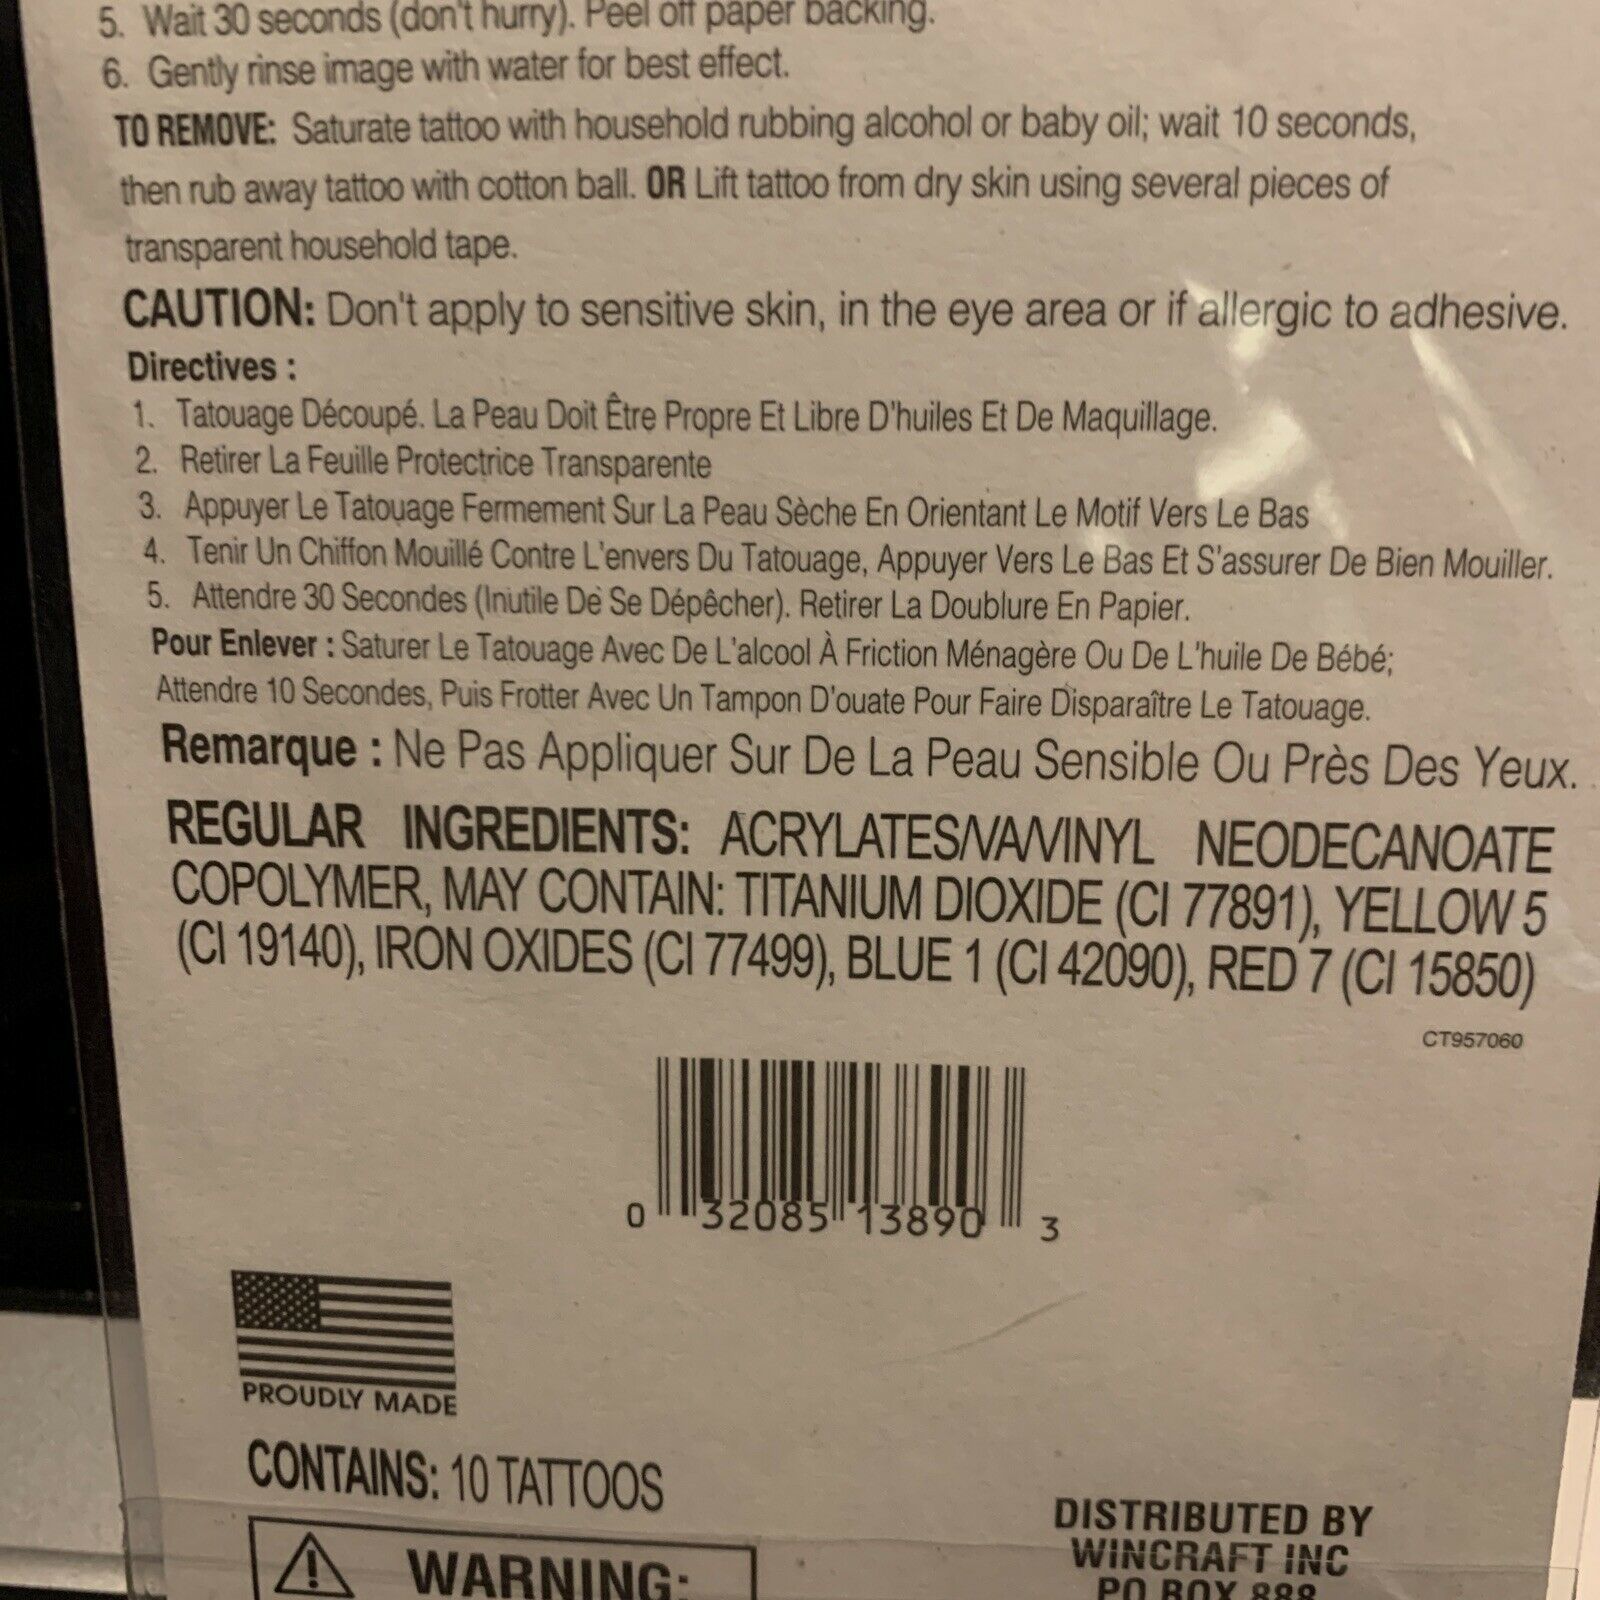 5. Wait 30 seconds (don't hurry). Peel off paper backing.
6. Gently rinse image with water for best effect.
TO REMOVE: Saturate tattoo with household rubbing alcohol or baby oil; wait 10 seconds,
then rub away tattoo with cotton ball. OR Lift tattoo from dry skin using several pieces of
transparent household tape.
CAUTION: Don't apply to sensitive skin, in the eye area or if allergic to adhesive.
Directives :
1. Tatouage Découpé. La Peau Doit Être Propre Et Libre D'huiles Et De Maquillage.
2. Retirer La Feuille Protectrice Transparente
3. Appuyer Le Tatouage Fermement Sur La Peau Sèche En Orientant Le Motif Vers Le Bas
4. Tenir Un Chiffon Mouillé Contre L'envers Du Tatouage, Appuyer Vers Le Bas Et S'assurer De Bien Mouiller.
5. Attendre 30 Secondes (Inutile De Se Dépêcher). Retirer La Doublure En Papier.
Pour Enlever : Saturer Le Tatouage Avec De L'alcool À Friction Ménagère Ou De L'huile De Bébé;
Attendre 10 Secondes, Puis Frotter Avec Un Tampon D'ouate Pour Faire Disparaître Le Tatouage.
Remarque : Ne Pas Appliquer Sur De La Peau Sensible Ou Près Des Yeux.
REGULAR INGREDIENTS: ACRYLATES/VA/VINYL NEODECANOATE
COPOLYMER, MAY CONTAIN: TITANIUM DIOXIDE (CI 77891), YELLOW 5
(CI 19140), IRON OXIDES (CI 77499), BLUE 1 (CI 42090), RED 7 (CI 15850)
CT957060
0 32085 13890 3
PROUDLY MADE
CONTAINS: 10 TATTOOS
WARNING:
DISTRIBUTED BY
WINCRAFT INC
PO BOX 888